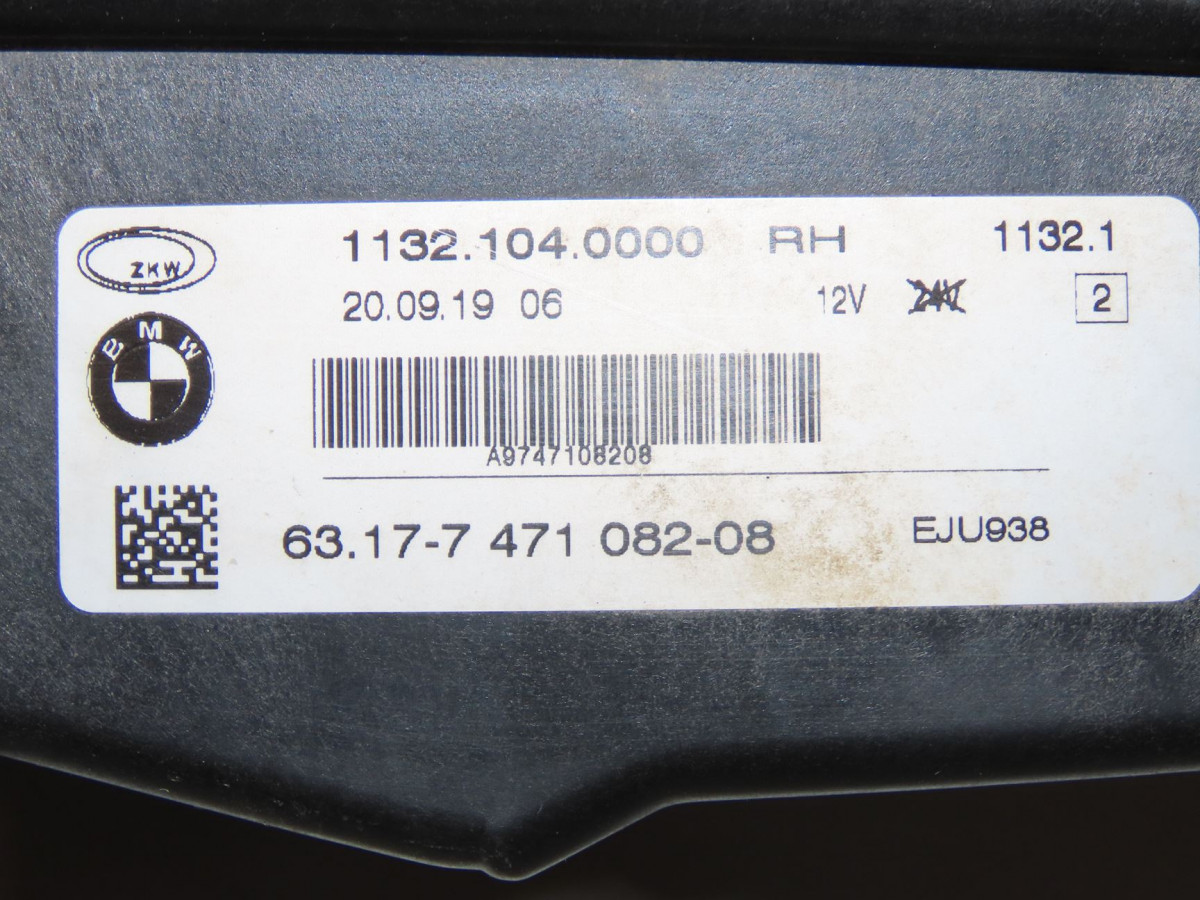 ZKW 1132.104.0000 RH 1132.1
20.09.19 06 12V 24V 2
BMW
A9747108208
63.17-7 471 082-08 EJU938